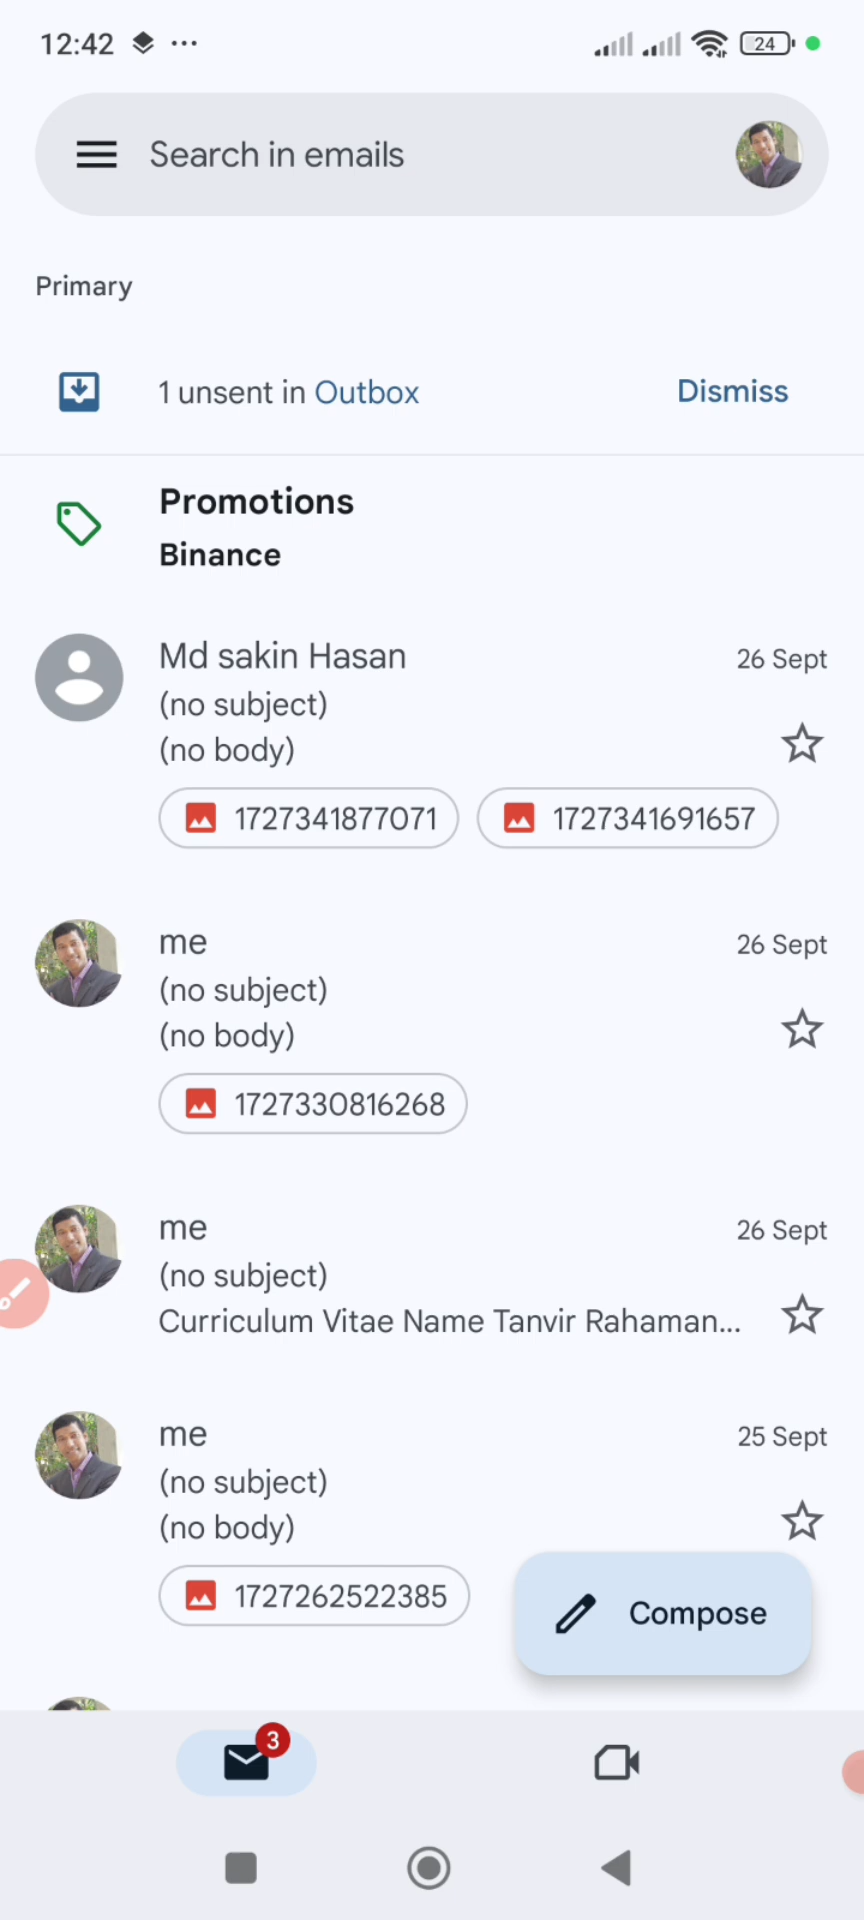 12:42 ...
24
Search in emails
Primary
1 unsent in Outbox Dismiss
Promotions
Binance
Md sakin Hasan 26 Sept
(no subject)
(no body)
1727341877071 1727341691657
me 26 Sept
(no subject)
(no body)
1727330816268
me 26 Sept
(no subject)
Curriculum Vitae Name Tanvir Rahaman...
me 25 Sept
(no subject)
(no body)
1727262522385
Compose
3